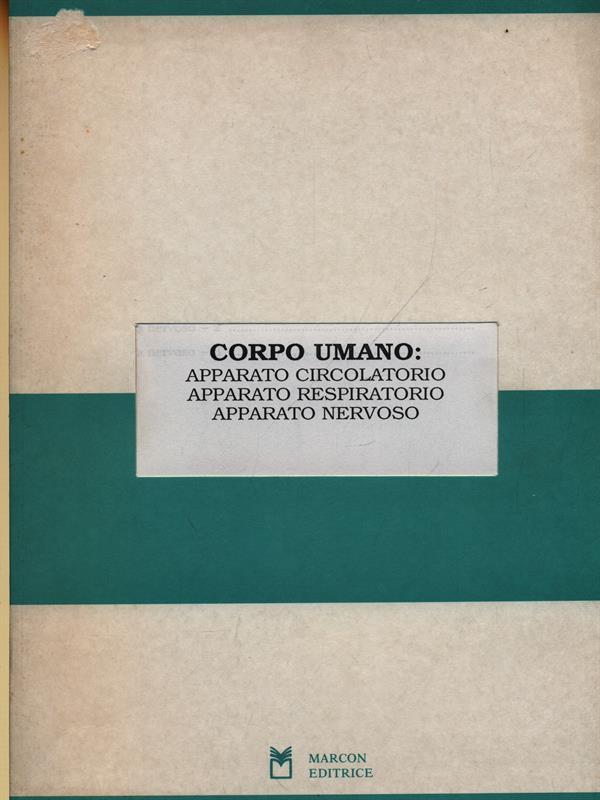 CORPO UMANO:
APPARATO CIRCOLATORIO
APPARATO RESPIRATORIO
APPARATO NERVOSO
MARCON
EDITRICE